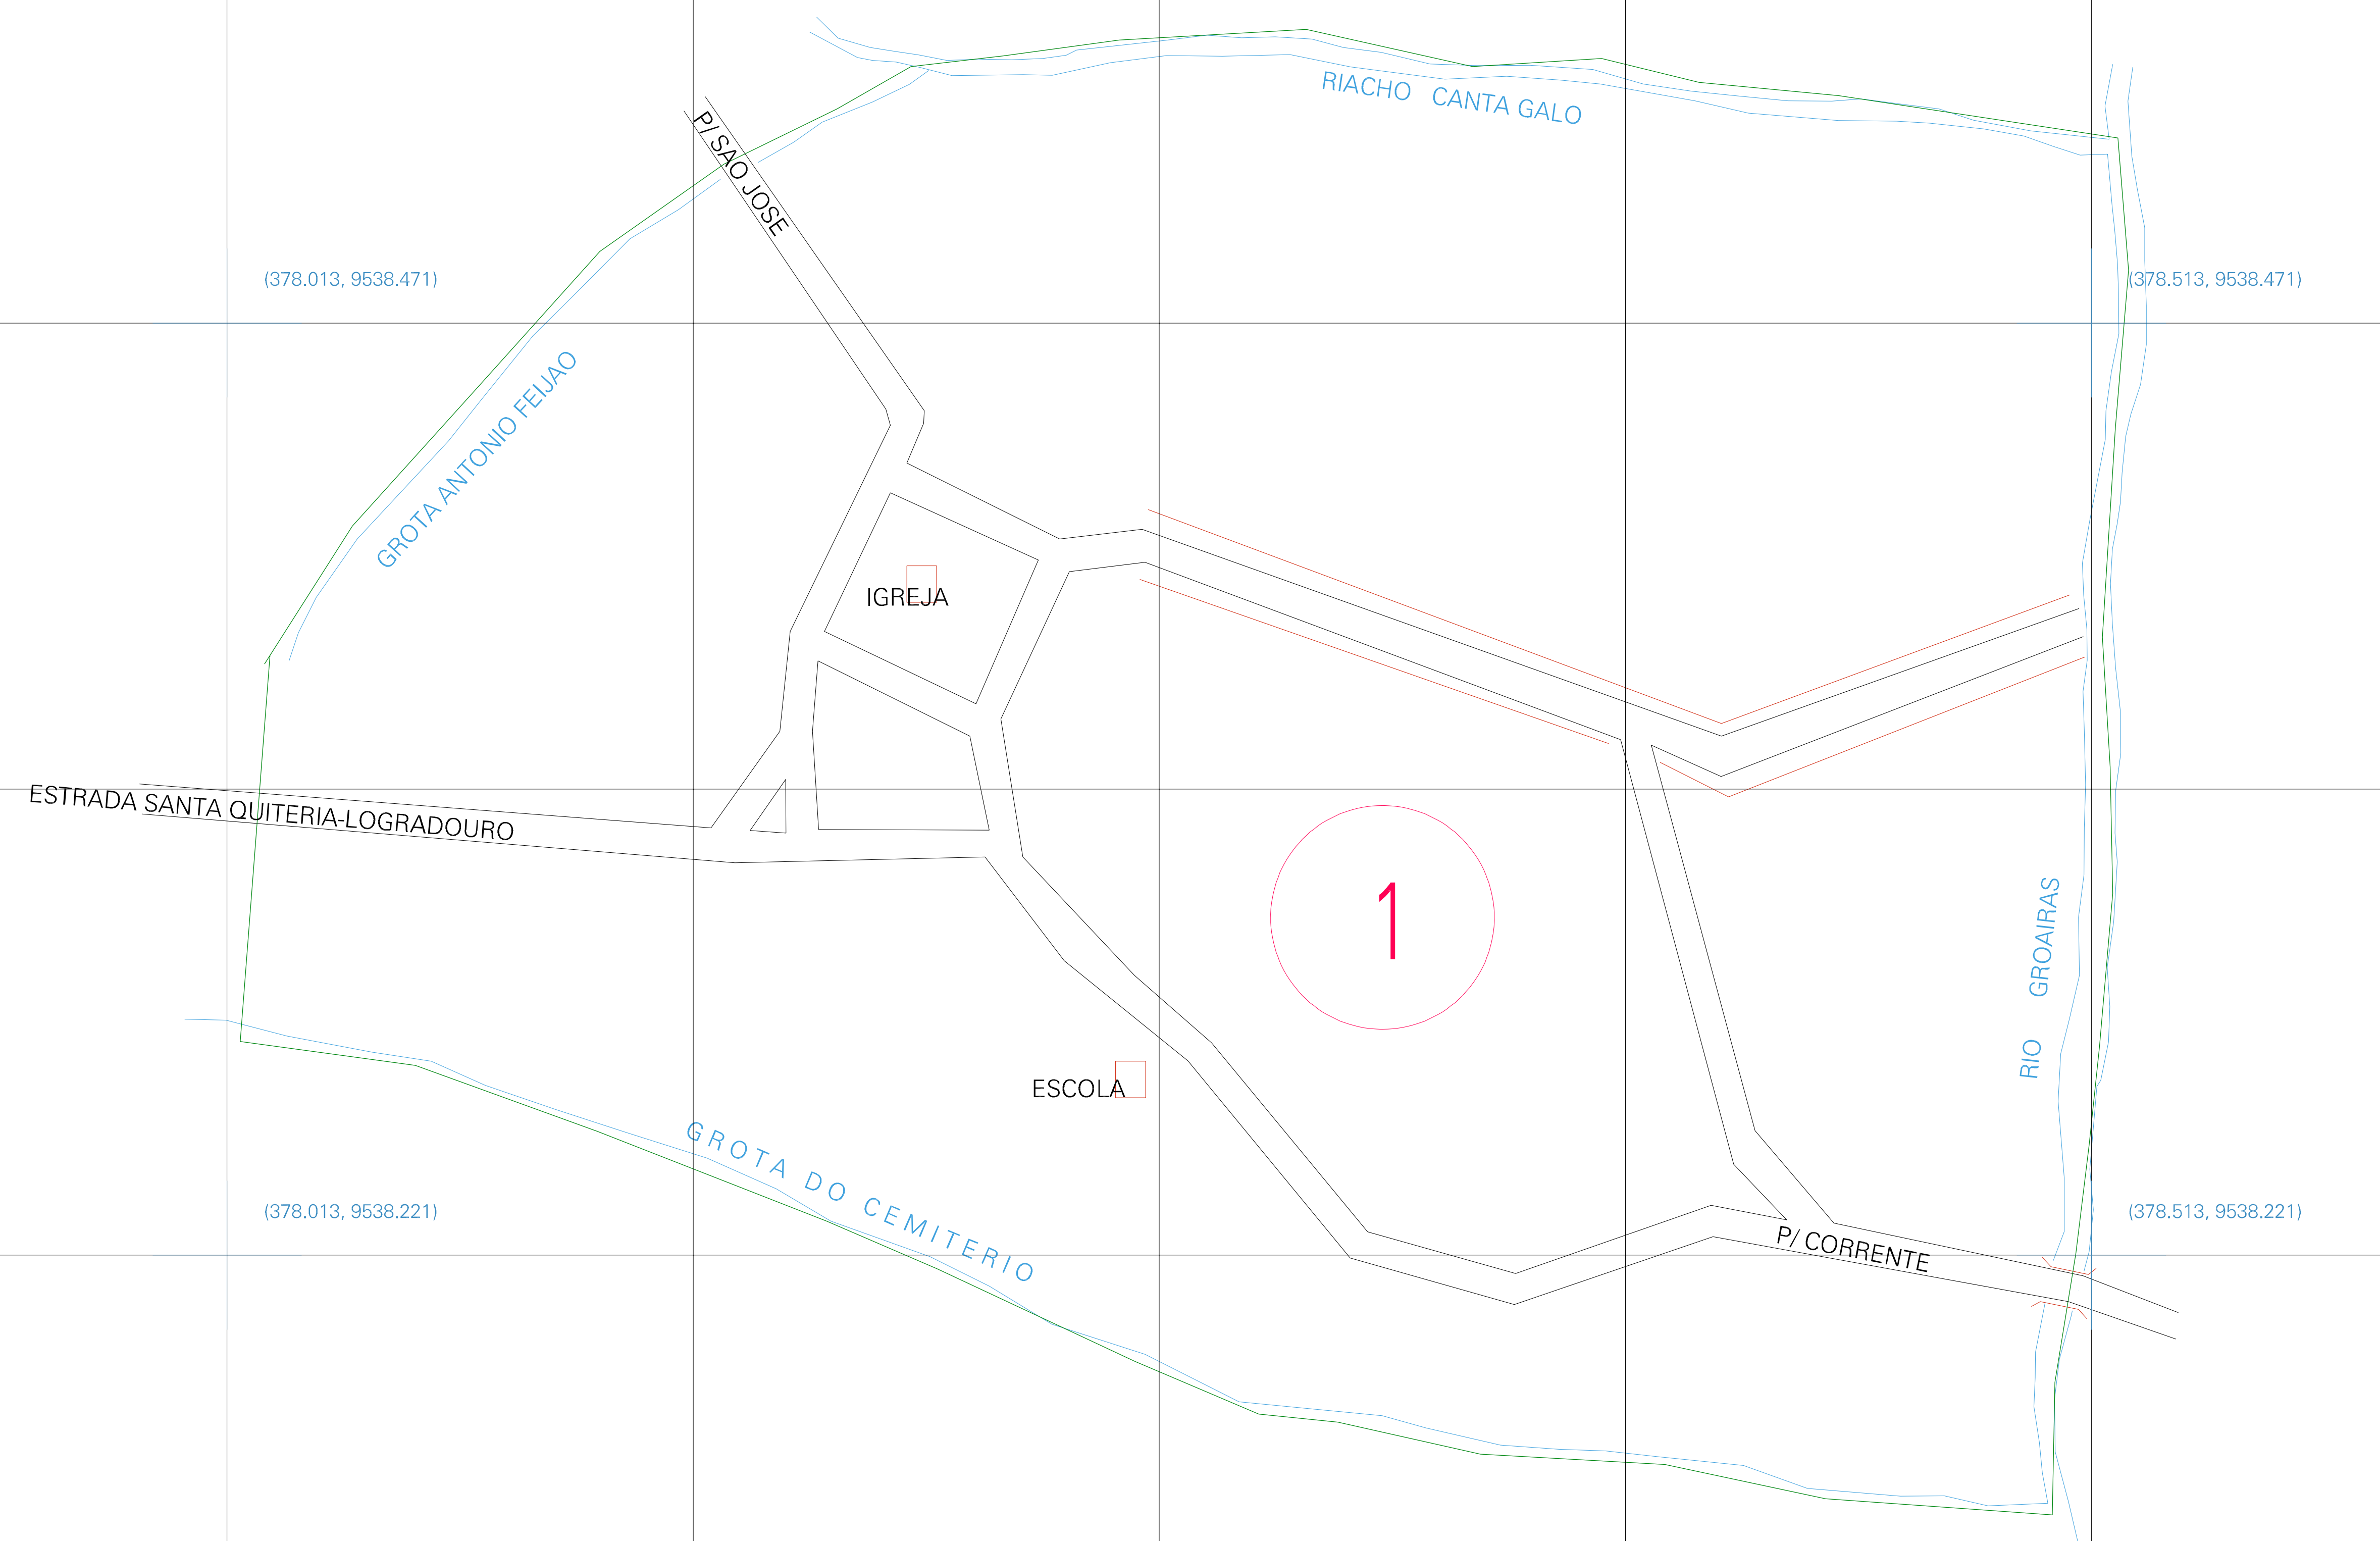 RIACHO CANTA GALO
P/ SAO JOSE
(378.013, 9538.471)
(378.513, 9538.471)
GROTA ANTONIO FEIJAO
IGREJA
ESTRADA SANTA QUITERIA-LOGRADOURO
1
RIO GROAIRAS
ESCOLA
GROTA DO CEMITERIO
(378.013, 9538.221)
(378.513, 9538.221)
P/ CORRENTE